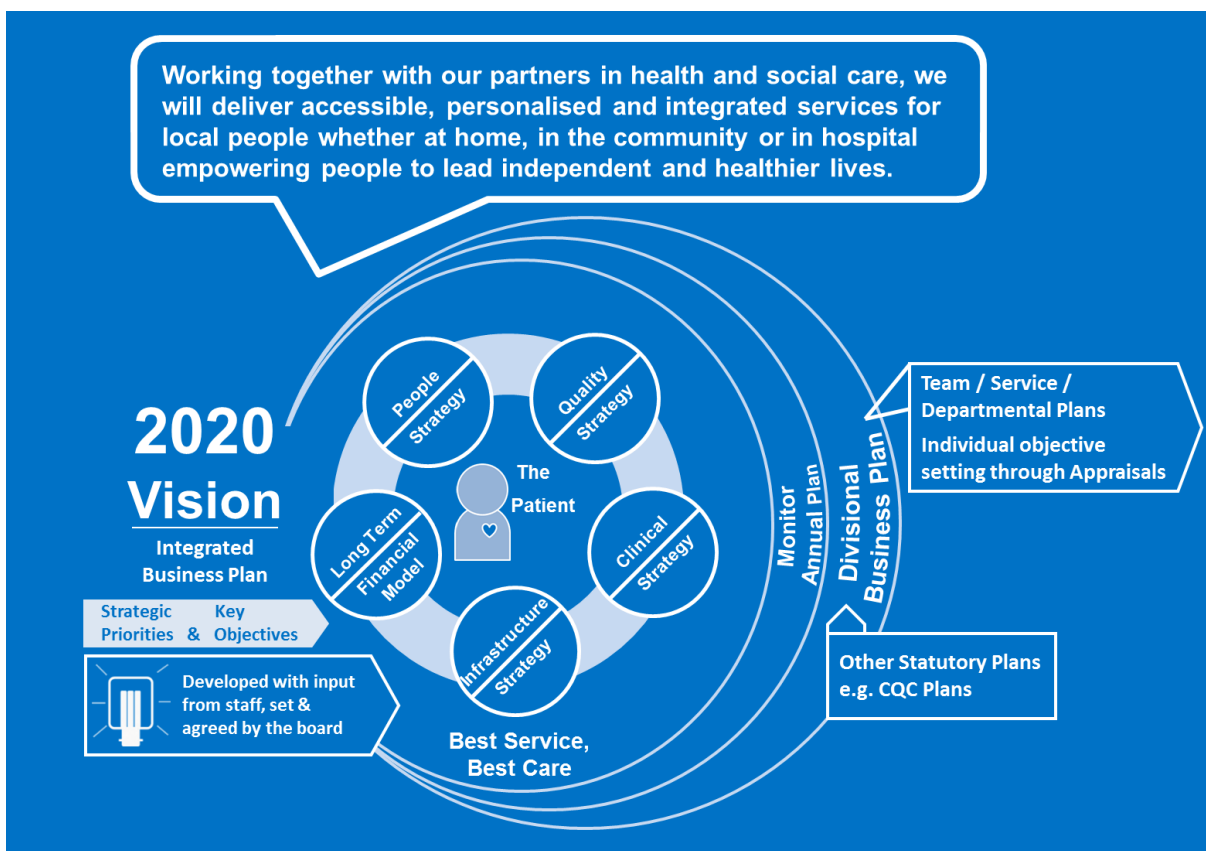 Working together with our partners in health and social care, we
will deliver accessible, personalised and integrated services for
local people whether at home, in the community or in hospital
empowering people to lead independent and healthier lives.
2020
Vision
Integrated
Business Plan
Strategic Key
Priorities & Objectives
Developed with input
from staff, set &
agreed by the board
People
Strategy
Quality
Strategy
The
Patient
Long Term
Financial
Model
Clinical
Strategy
Infrastructure
Strategy
Best Service,
Best Care
Monitor
Annual Plan
Divisional
Business Plan
Team / Service /
Departmental Plans
Individual objective
setting through Appraisals
Other Statutory Plans
e.g. CQC Plans